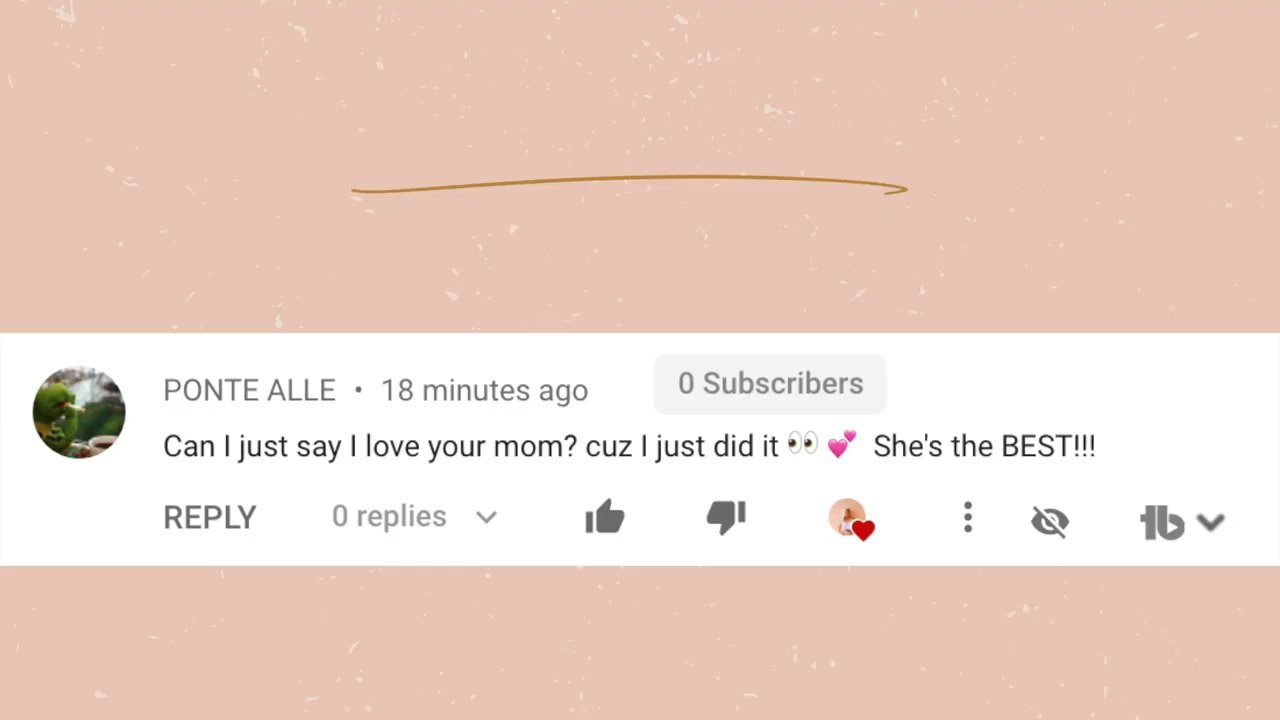 PONTE ALLE • 18 minutes ago 0 Subscribers
Can I just say I love your mom? cuz I just did it 👀 💕 She's the BEST!!!
REPLY 0 replies